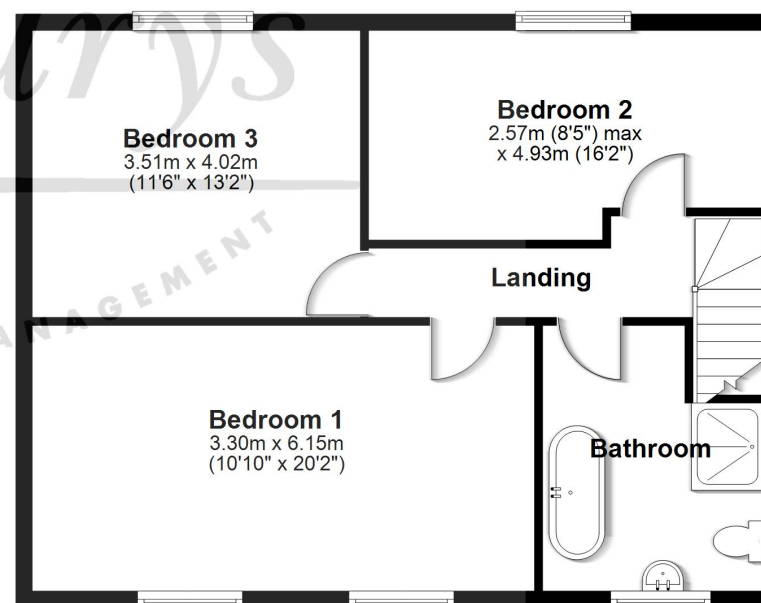 Bedroom 3
3.51m x 4.02m
(11'6" x 13'2")
Bedroom 2
2.57m (8'5") max
x 4.93m (16'2")
Landing
Bedroom 1
3.30m x 6.15m
(10'10" x 20'2")
Bathroom